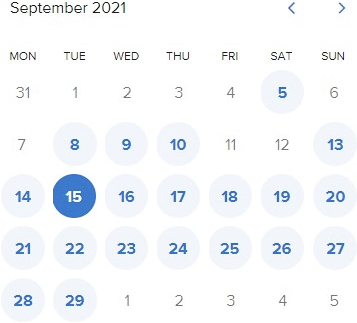 September 2021
MON TUE WED THU FRI SAT SUN
31 1 2 3 4 5 6
7 8 9 10 11 12 13
14 15 16 17 18 19 20
21 22 23 24 25 26 27
28 29 1 2 3 4 5